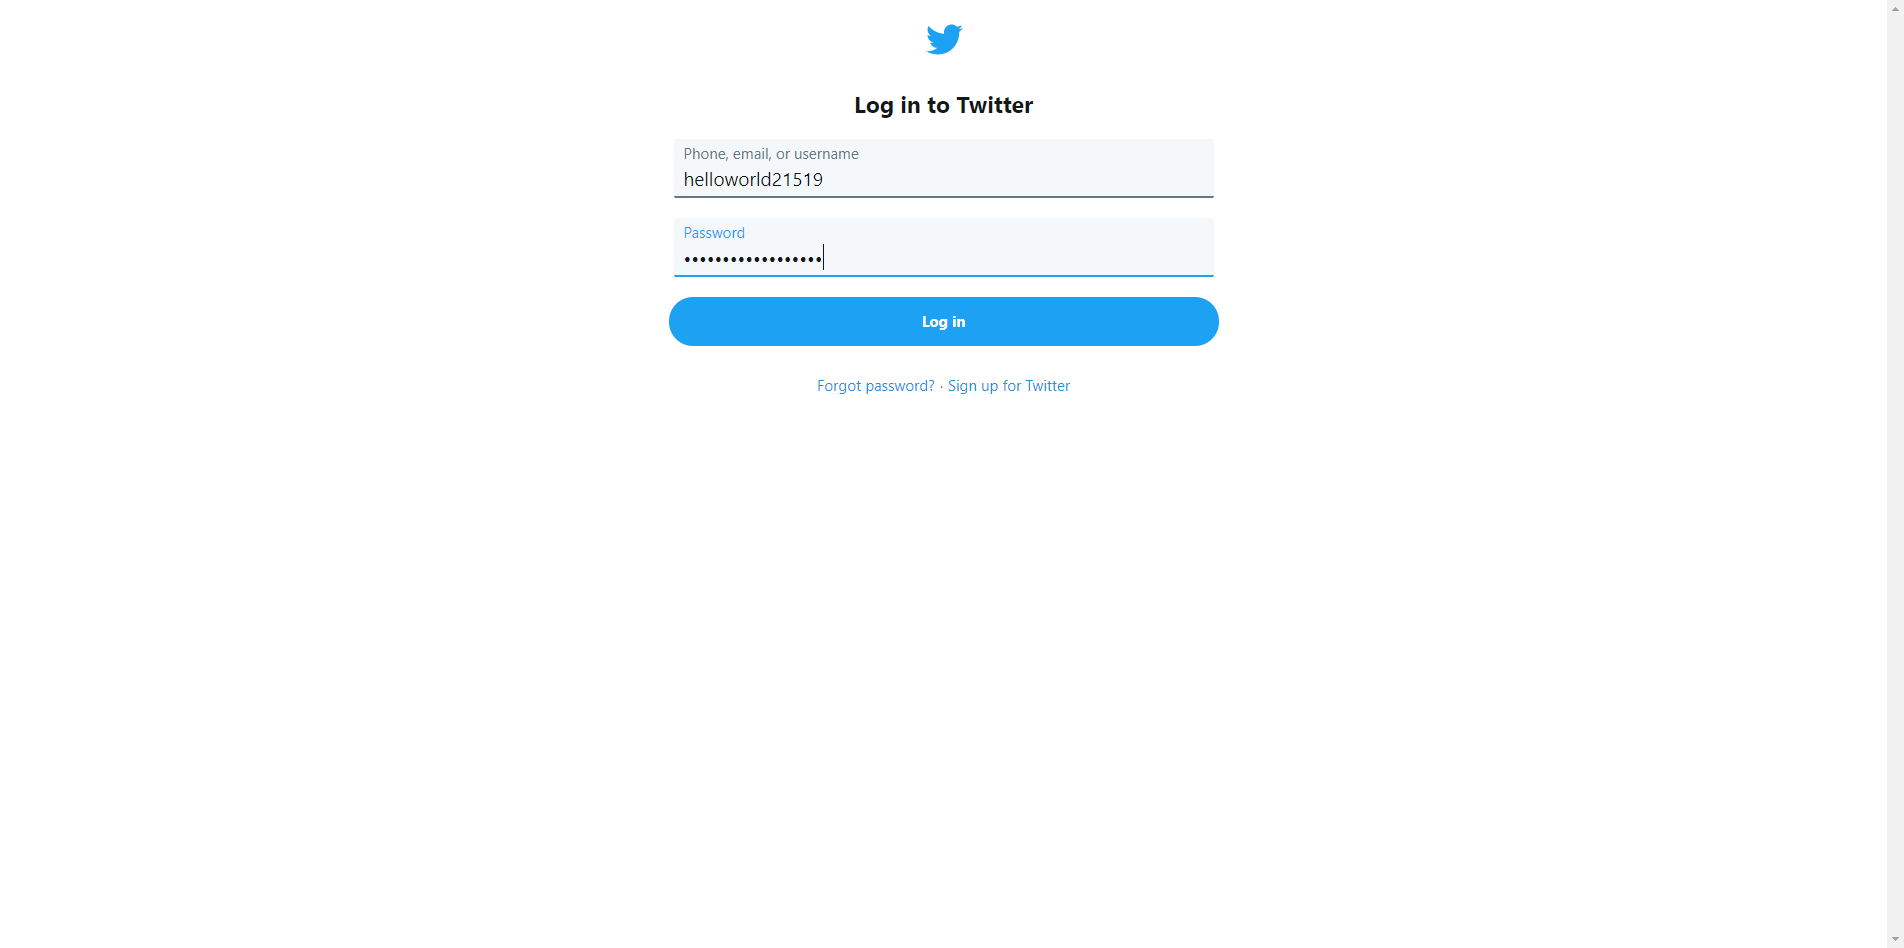 Log in to Twitter
Phone, email, or username
helloworld21519
Password
••••••••••••••••••
Log in
Forgot password? · Sign up for Twitter